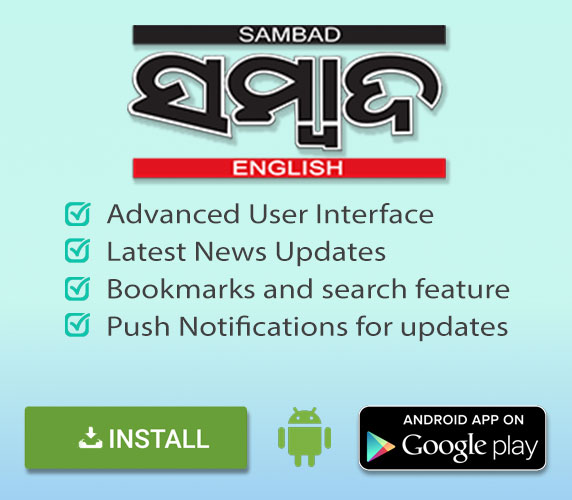 SAMBAD
ସମ୍ବାଦ
ENGLISH
Advanced User Interface
Latest News Updates
Bookmarks and search feature
Push Notifications for updates
INSTALL
ANDROID APP ON
Google play